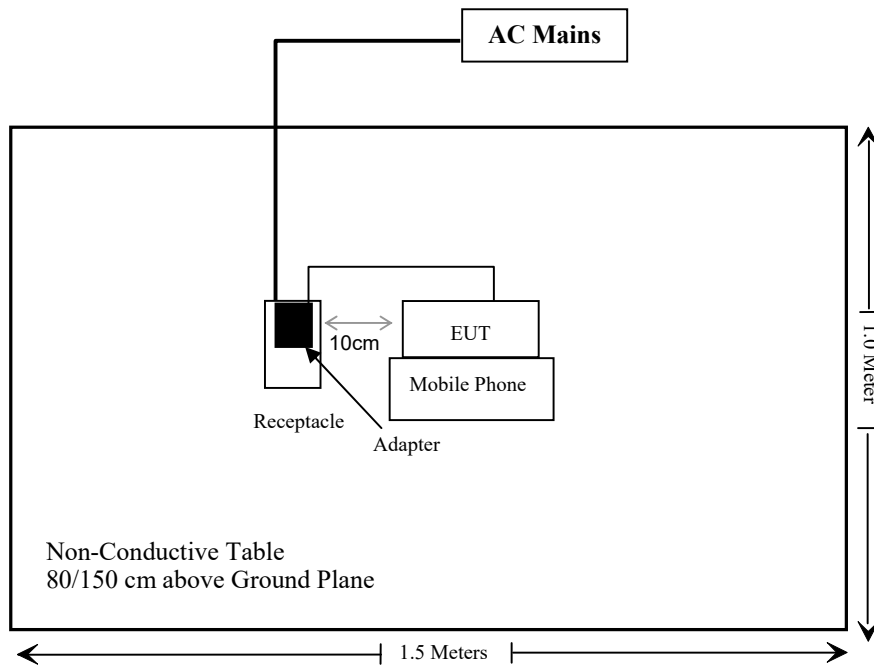 AC Mains
10cm
EUT
Mobile Phone
Receptacle
Adapter
1.0 Meter
Non-Conductive Table
80/150 cm above Ground Plane
1.5 Meters